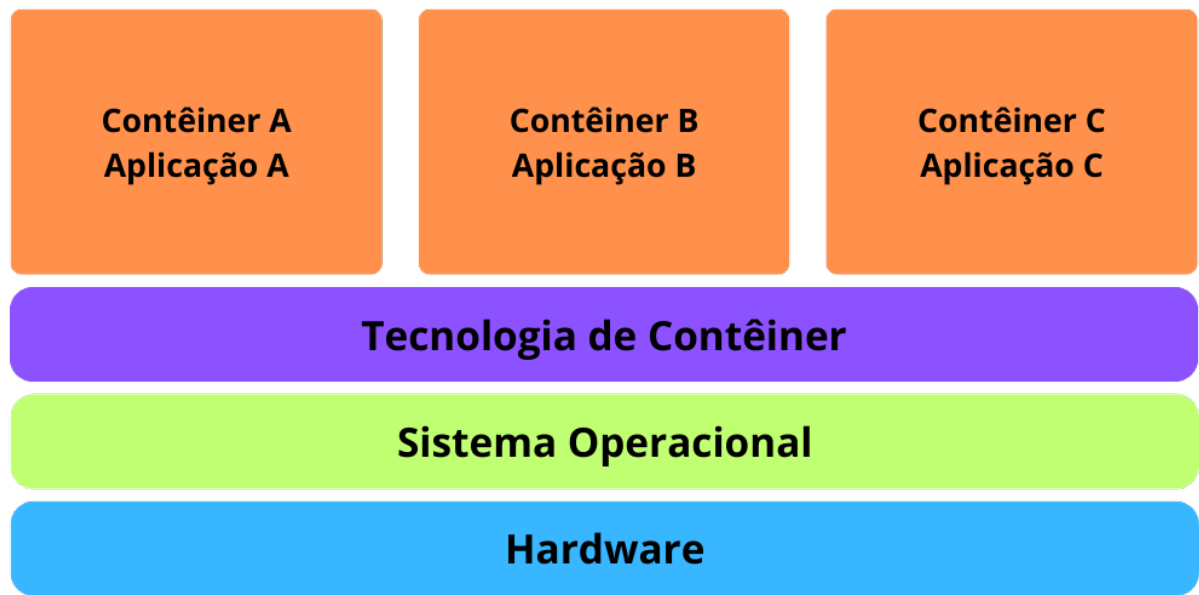 Contêiner A
Aplicação A
Contêiner B
Aplicação B
Contêiner C
Aplicação C
Tecnologia de Contêiner
Sistema Operacional
Hardware